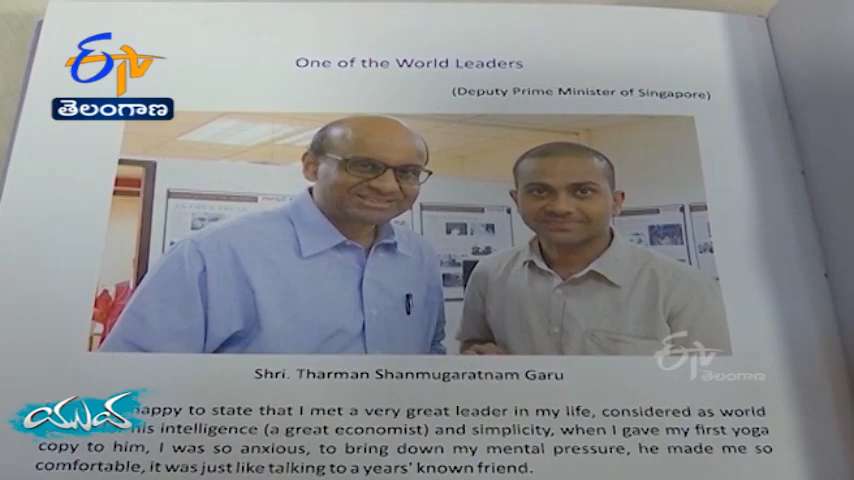 ETV
తెలంగాణ
One of the World Leaders
(Deputy Prime Minister of Singapore)
ETV
తెలంగాణ
Shri. Tharman Shanmugaratnam Garu
యువ
happy to state that I met a very great leader in my life, considered as world
his intelligence (a great economist) and simplicity, when I gave my first yoga
copy to him, I was so anxious, to bring down my mental pressure, he made me so
comfortable, it was just like talking to a years' known friend.